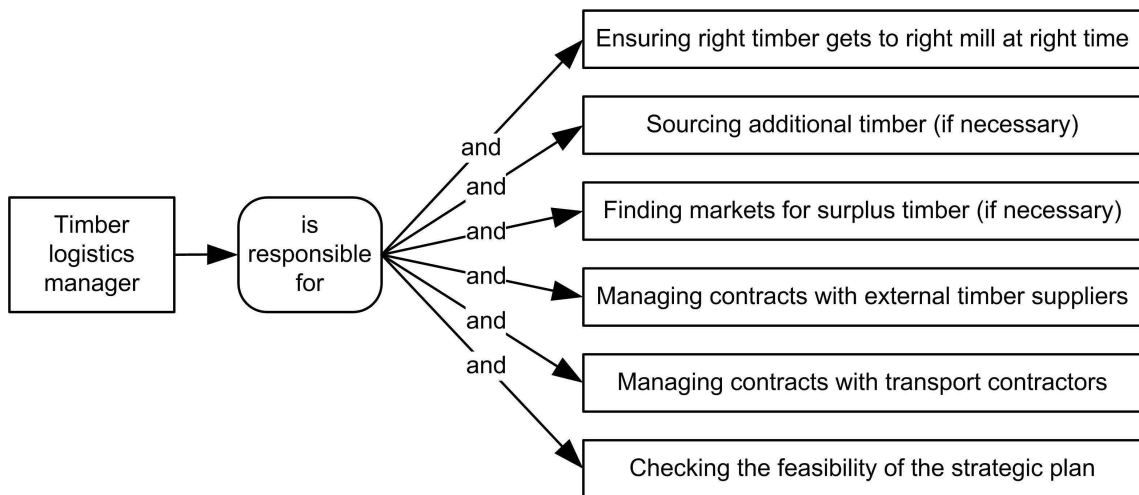 Timber
logistics
manager
is
responsible
for
and
and
and
and
and
and
Ensuring right timber gets to right mill at right time
Sourcing additional timber (if necessary)
Finding markets for surplus timber (if necessary)
Managing contracts with external timber suppliers
Managing contracts with transport contractors
Checking the feasibility of the strategic plan